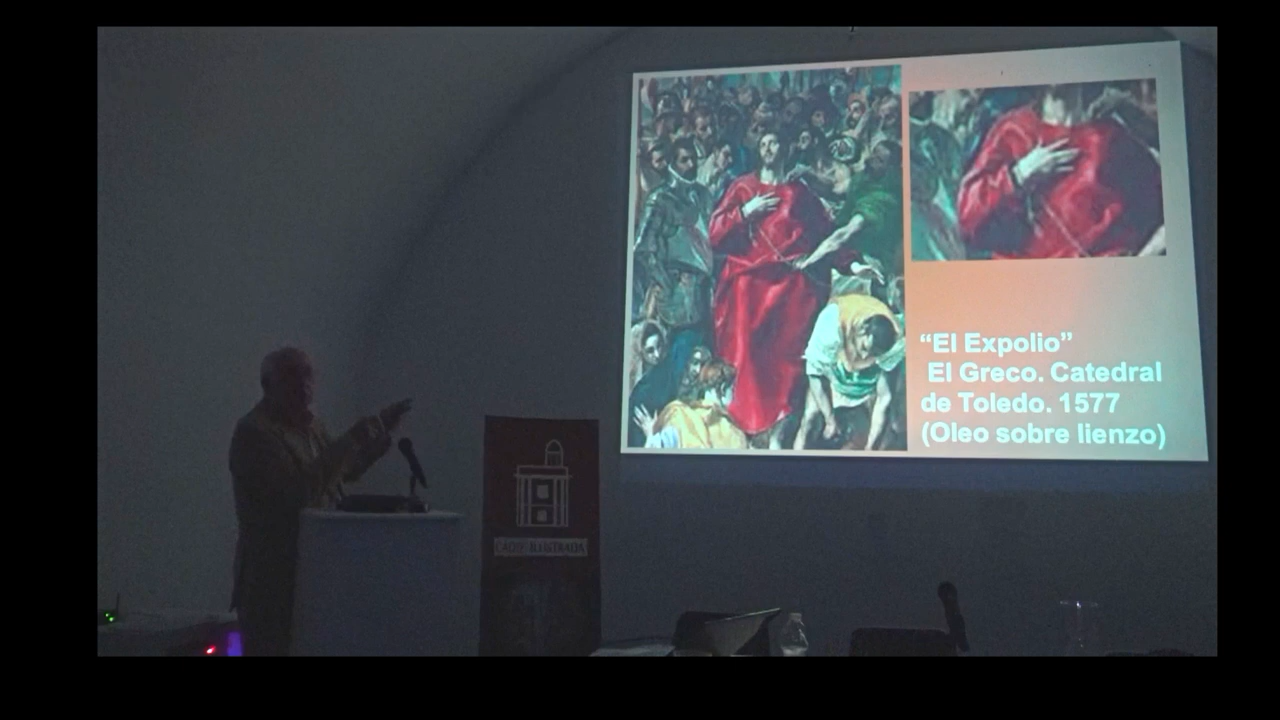 “El Expolio”
El Greco. Catedral
de Toledo. 1577
(Oleo sobre lienzo)
CÁDIZ ILUSTRADA